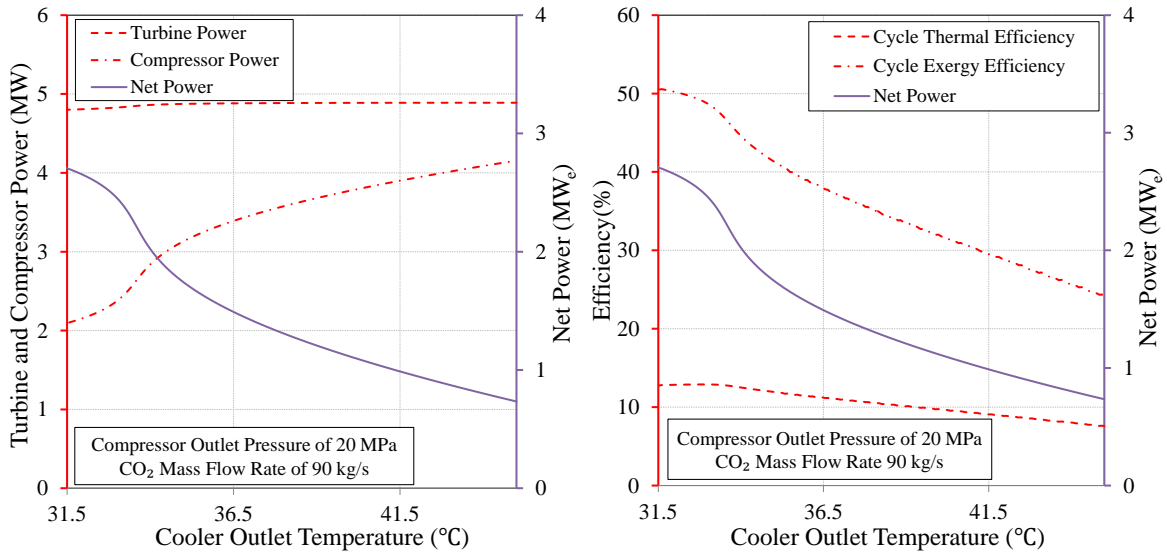 Turbine and Compressor Power (MW)
6
5
4
3
2
1
0
Turbine Power
Compressor Power
Net Power
4
3
2
1
0
Net Power (MWe)
Compressor Outlet Pressure of 20 MPa
CO₂ Mass Flow Rate of 90 kg/s
31.5 36.5 41.5
Cooler Outlet Temperature (℃)
Efficiency(%)
60
50
40
30
20
10
0
Cycle Thermal Efficiency
Cycle Exergy Efficiency
Net Power
4
3
2
1
0
Net Power (MWe)
Compressor Outlet Pressure of 20 MPa
CO₂ Mass Flow Rate 90 kg/s
31.5 36.5 41.5
Cooler Outlet Temperature (℃)